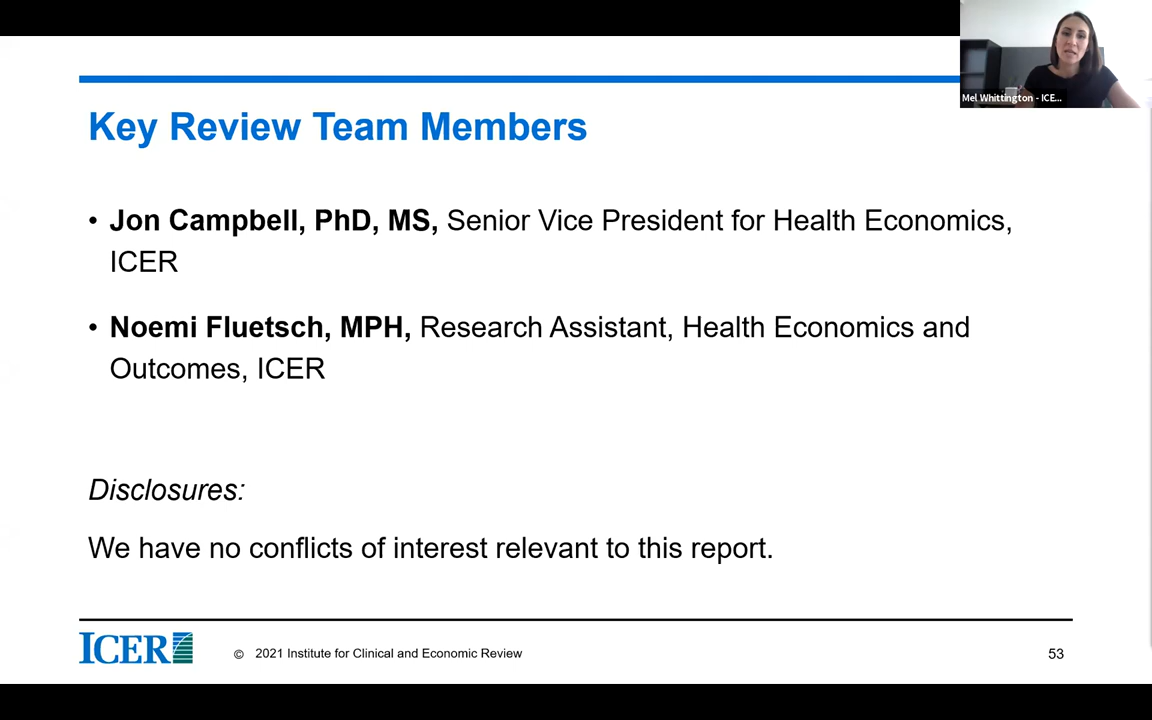 Mel Whittington - ICE...
Key Review Team Members
• Jon Campbell, PhD, MS, Senior Vice President for Health Economics,
ICER
• Noemi Fluetsch, MPH, Research Assistant, Health Economics and
Outcomes, ICER
Disclosures:
We have no conflicts of interest relevant to this report.
ICER
© 2021 Institute for Clinical and Economic Review
53